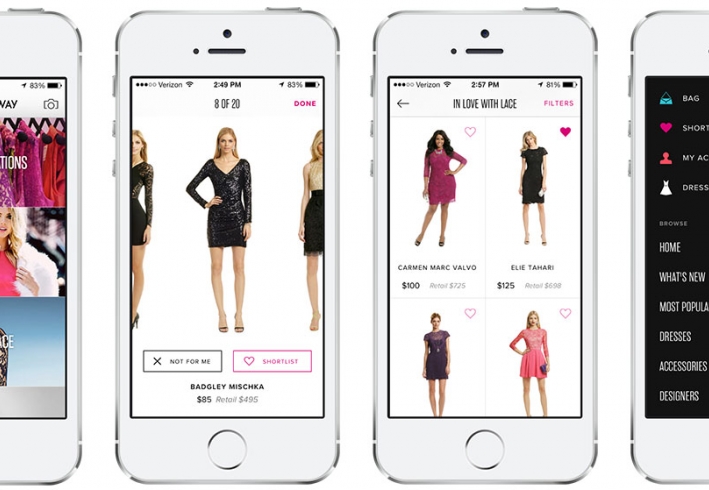 83%
WAY
TIONS
CE
Verizon 2:49 PM 83%
8 OF 20 DONE
NOT FOR ME SHORTLIST
BADGLEY MISCHKA
$85 Retail $495
Verizon 2:57 PM 81%
IN LOVE WITH LACE FILTERS
CARMEN MARC VALVO
$100 Retail $725
ELIE TAHARI
$125 Retail $698
BAG
SHORT
MY AC
DRESS
BROWSE
HOME
WHAT'S NEW
MOST POPULA
DRESSES
ACCESSORIES
DESIGNERS